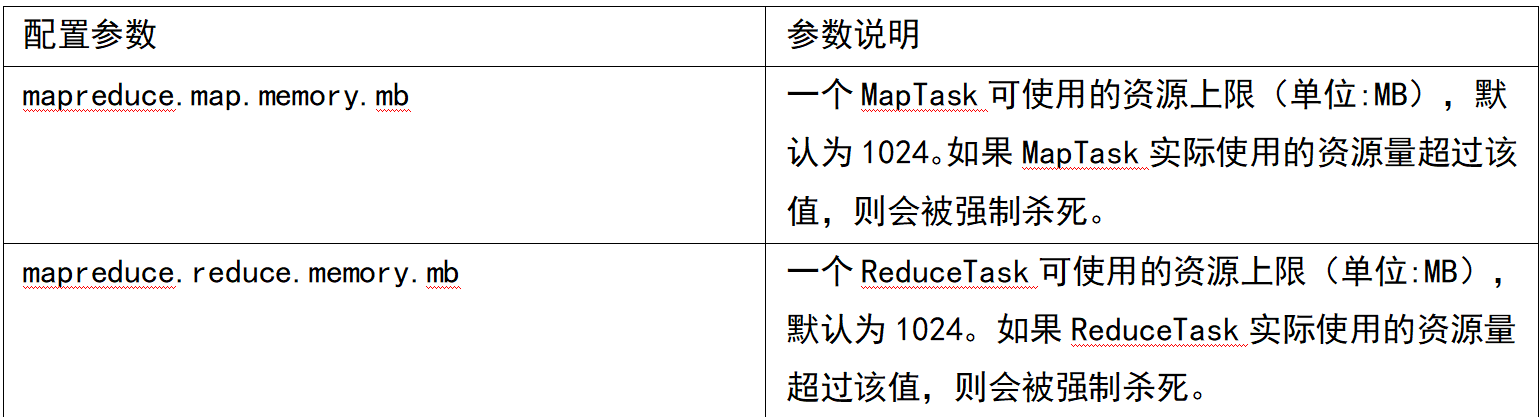 配置参数
参数说明
mapreduce.map.memory.mb
一个 MapTask 可使用的资源上限（单位:MB），默
认为 1024。如果 MapTask 实际使用的资源量超过该
值，则会被强制杀死。
mapreduce.reduce.memory.mb
一个 ReduceTask 可使用的资源上限（单位:MB），
默认为 1024。如果 ReduceTask 实际使用的资源量
超过该值，则会被强制杀死。